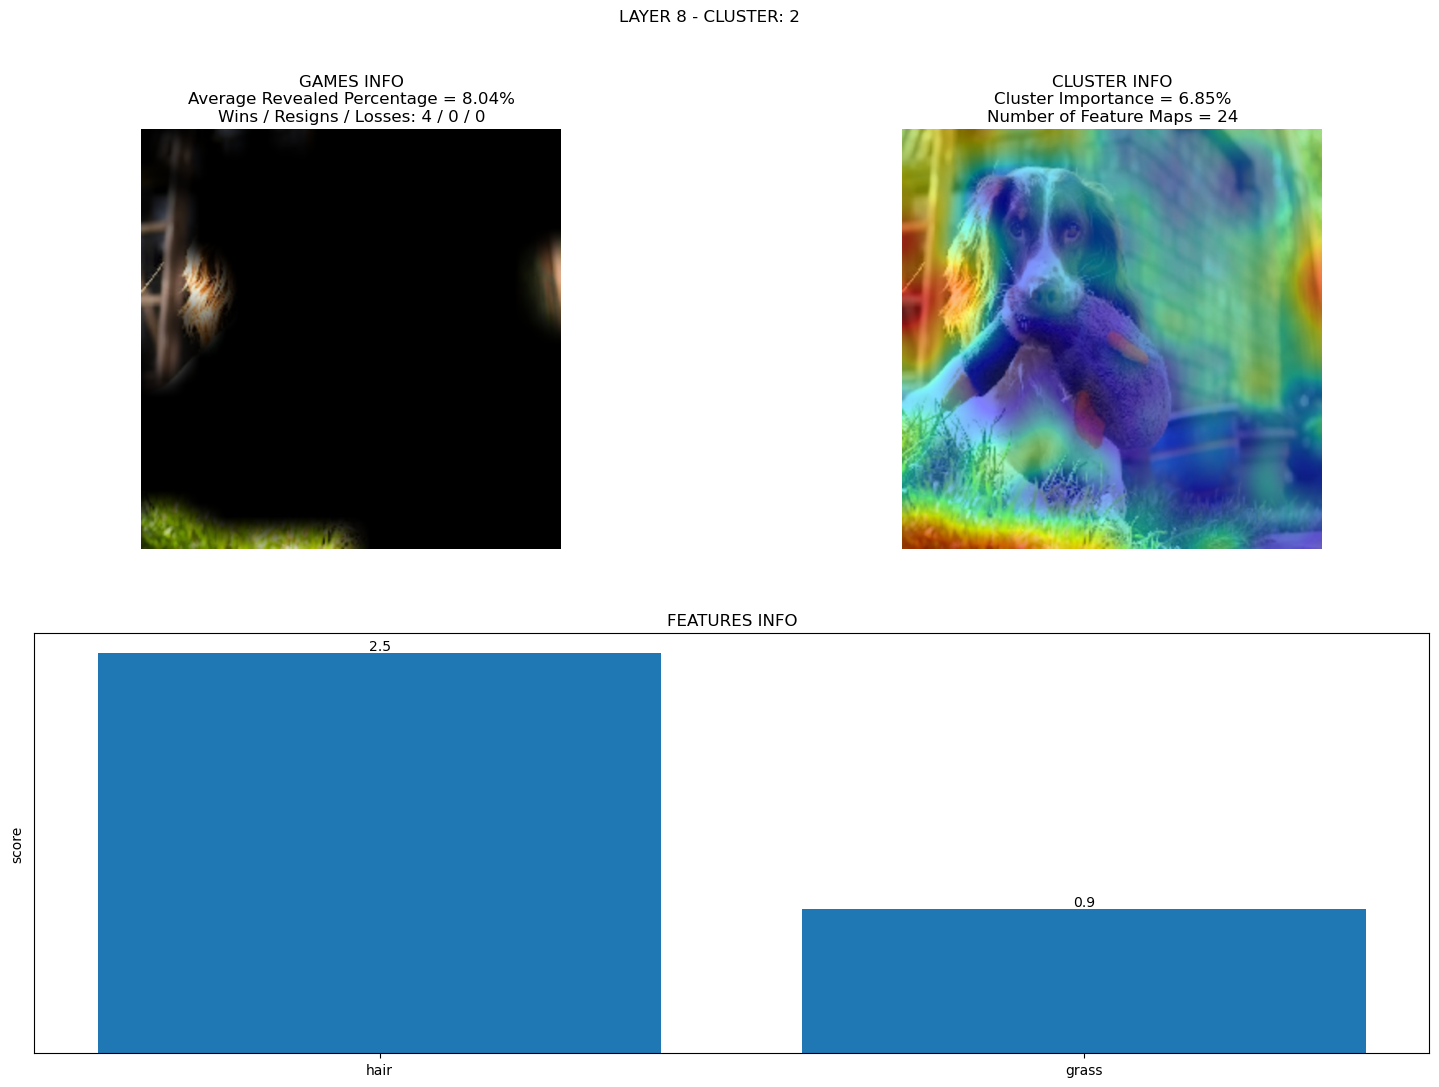 LAYER 8 - CLUSTER: 2
GAMES INFO
Average Revealed Percentage = 8.04%
Wins / Resigns / Losses: 4 / 0 / 0
CLUSTER INFO
Cluster Importance = 6.85%
Number of Feature Maps = 24
FEATURES INFO
2.5
0.9
score
hair
grass